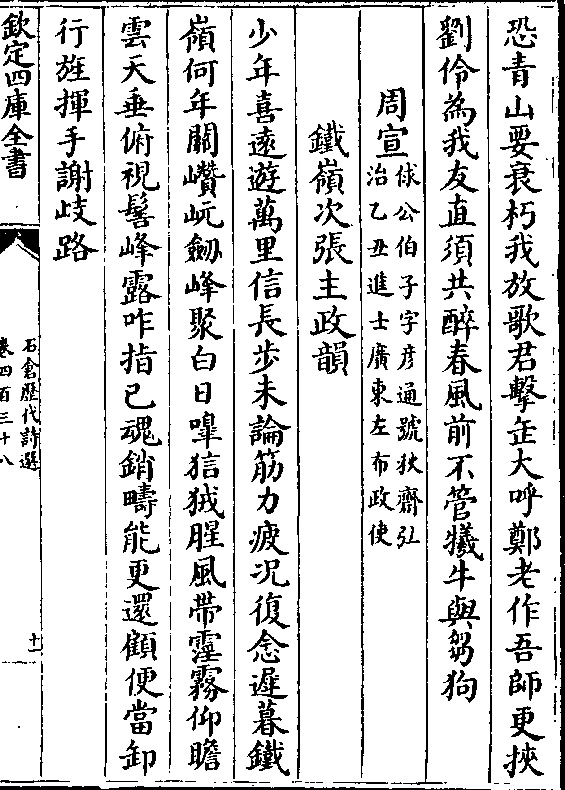 恐青山要衰朽我放歌君擊缶大呼鄭老作吾師更挾
劉伶為我友直須共醉春風前不管犧牛與芻狗
周宣
俅公伯子字彥通號秋齋弘
治乙丑進士廣東左布政使
鐵嶺次張主政韻
少年喜遠遊萬里信長步未論筋力疲况復念遲暮鐵
嶺何年闢巑岏劒峰聚白日嘷狺狨腥風帶霾霧仰瞻
雲天垂俯視髻峰露咋指已魂銷疇能更還顧便當卸
行旌揮手謝歧路
欽定四庫全書
石倉歷代詩選
卷四百三十八
十一